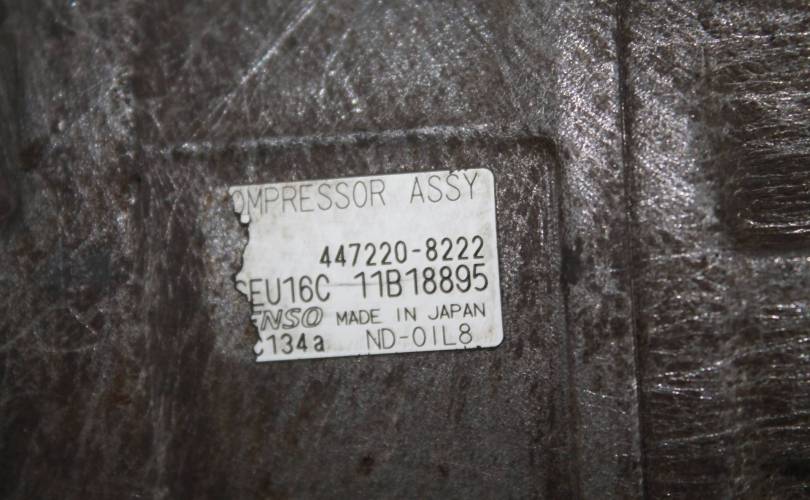 OMPRESSOR ASSY
447220-8222
SEU16C 11B18895
ENSO MADE IN JAPAN
C134a ND-OIL8